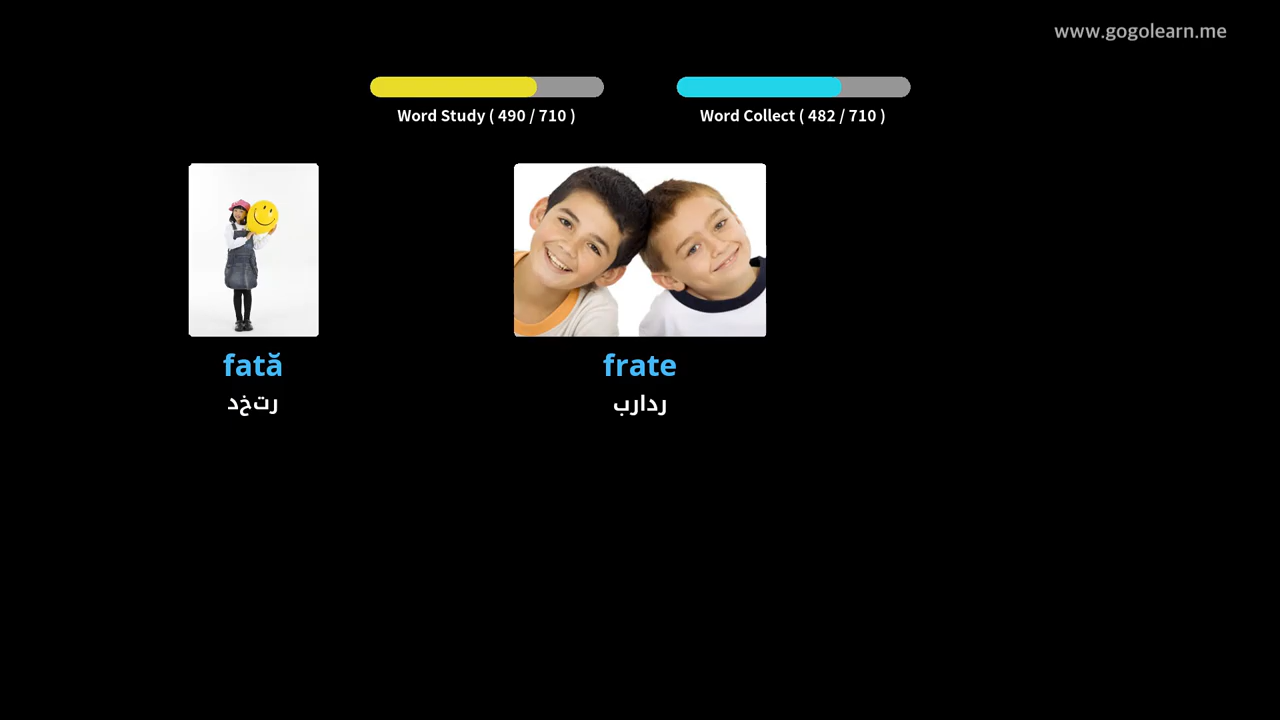 www.gogolearn.me
Word Study ( 490 / 710 )
Word Collect ( 482 / 710 )
fată
frate
رتخد
ردارب